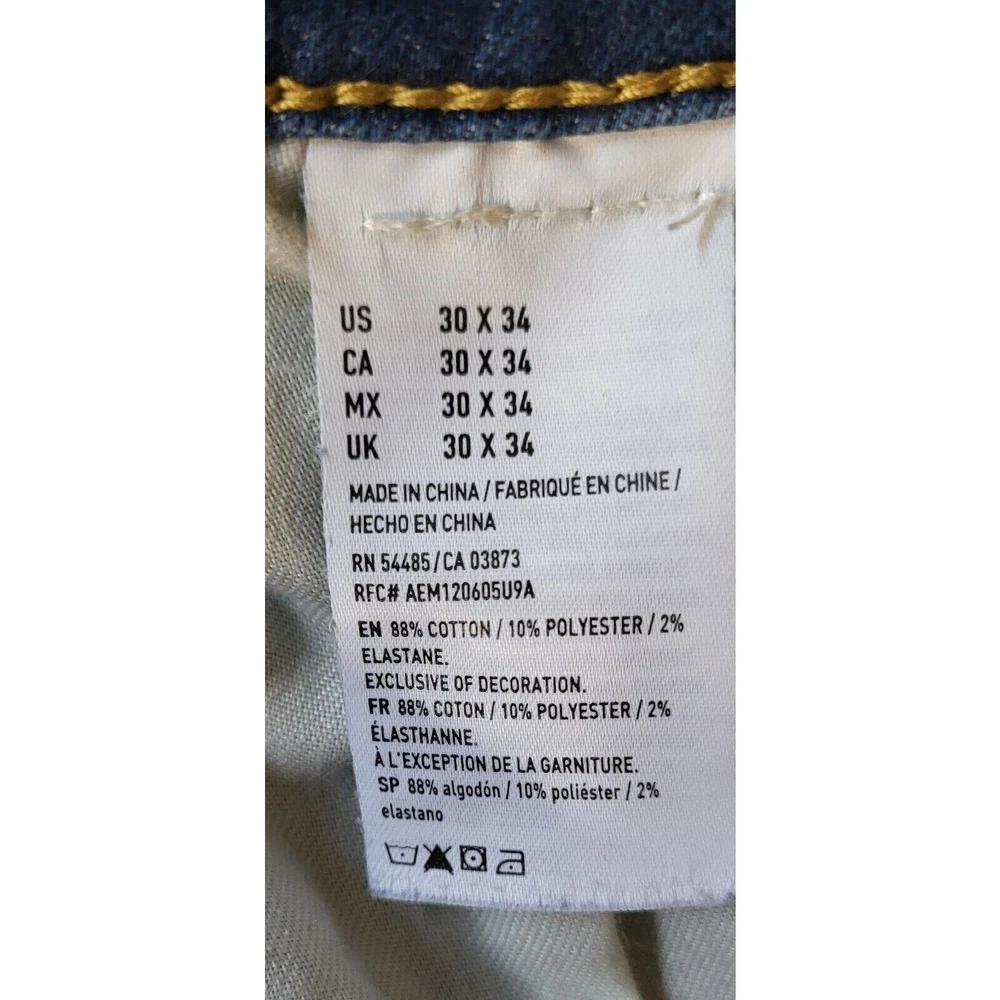 US 30 X 34
CA 30 X 34
MX 30 X 34
UK 30 X 34
MADE IN CHINA / FABRIQUÉ EN CHINE /
HECHO EN CHINA
RN 54485 / CA 03873
RFC# AEM120605U9A
EN 88% COTTON / 10% POLYESTER / 2%
ELASTANE.
EXCLUSIVE OF DECORATION.
FR 88% COTON / 10% POLYESTER / 2%
ÉLASTHANNE.
À L'EXCEPTION DE LA GARNITURE.
SP 88% algodón / 10% poliéster / 2%
elastano